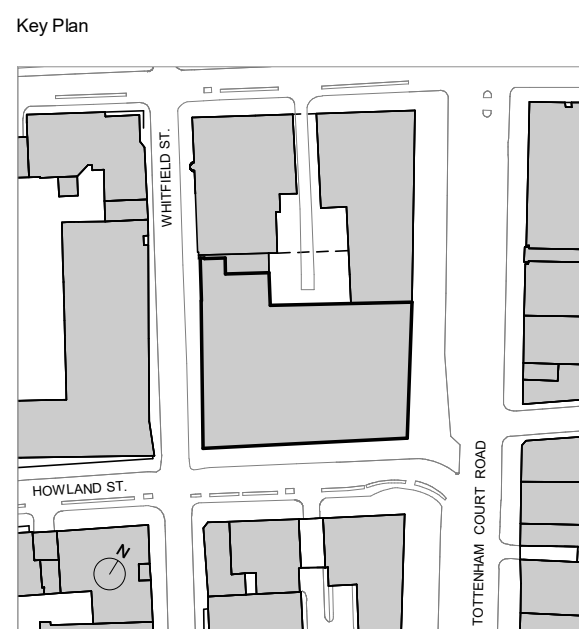 Key Plan
WHITFIELD ST.
HOWLAND ST.
TOTTENHAM COURT ROAD
N